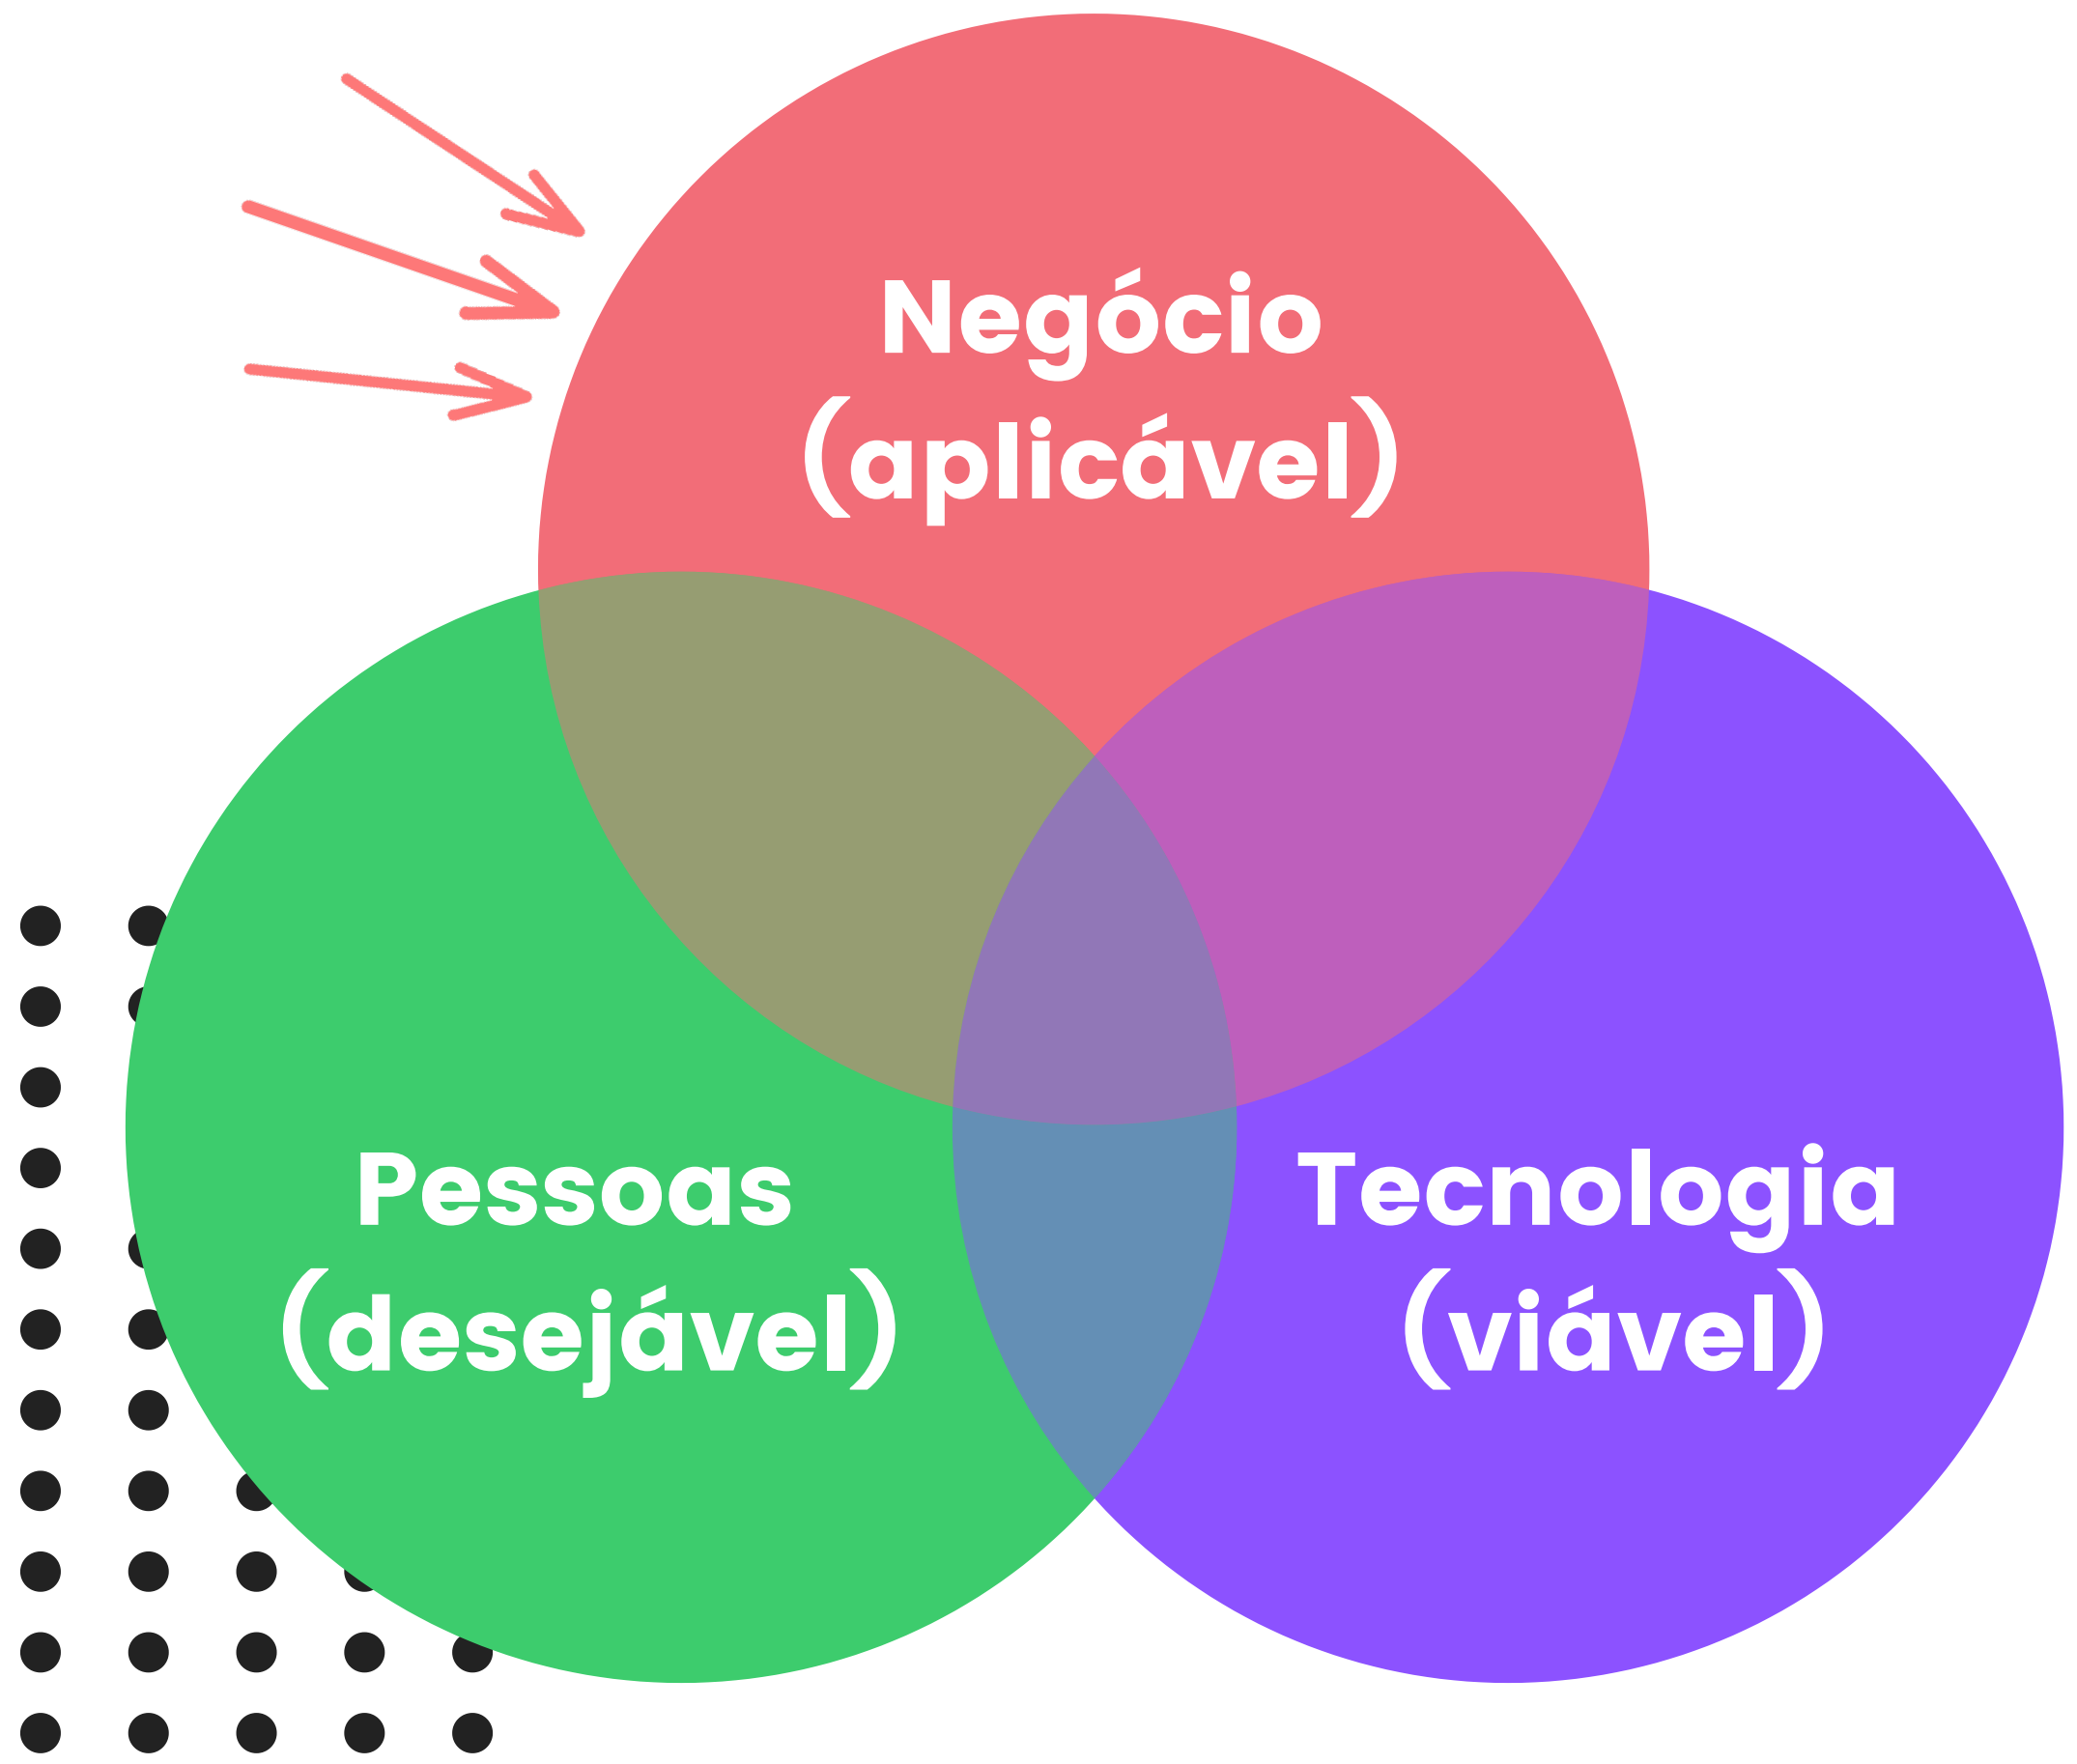 Negócio
(aplicável)
Pessoas
(desejável)
Tecnologia
(viável)